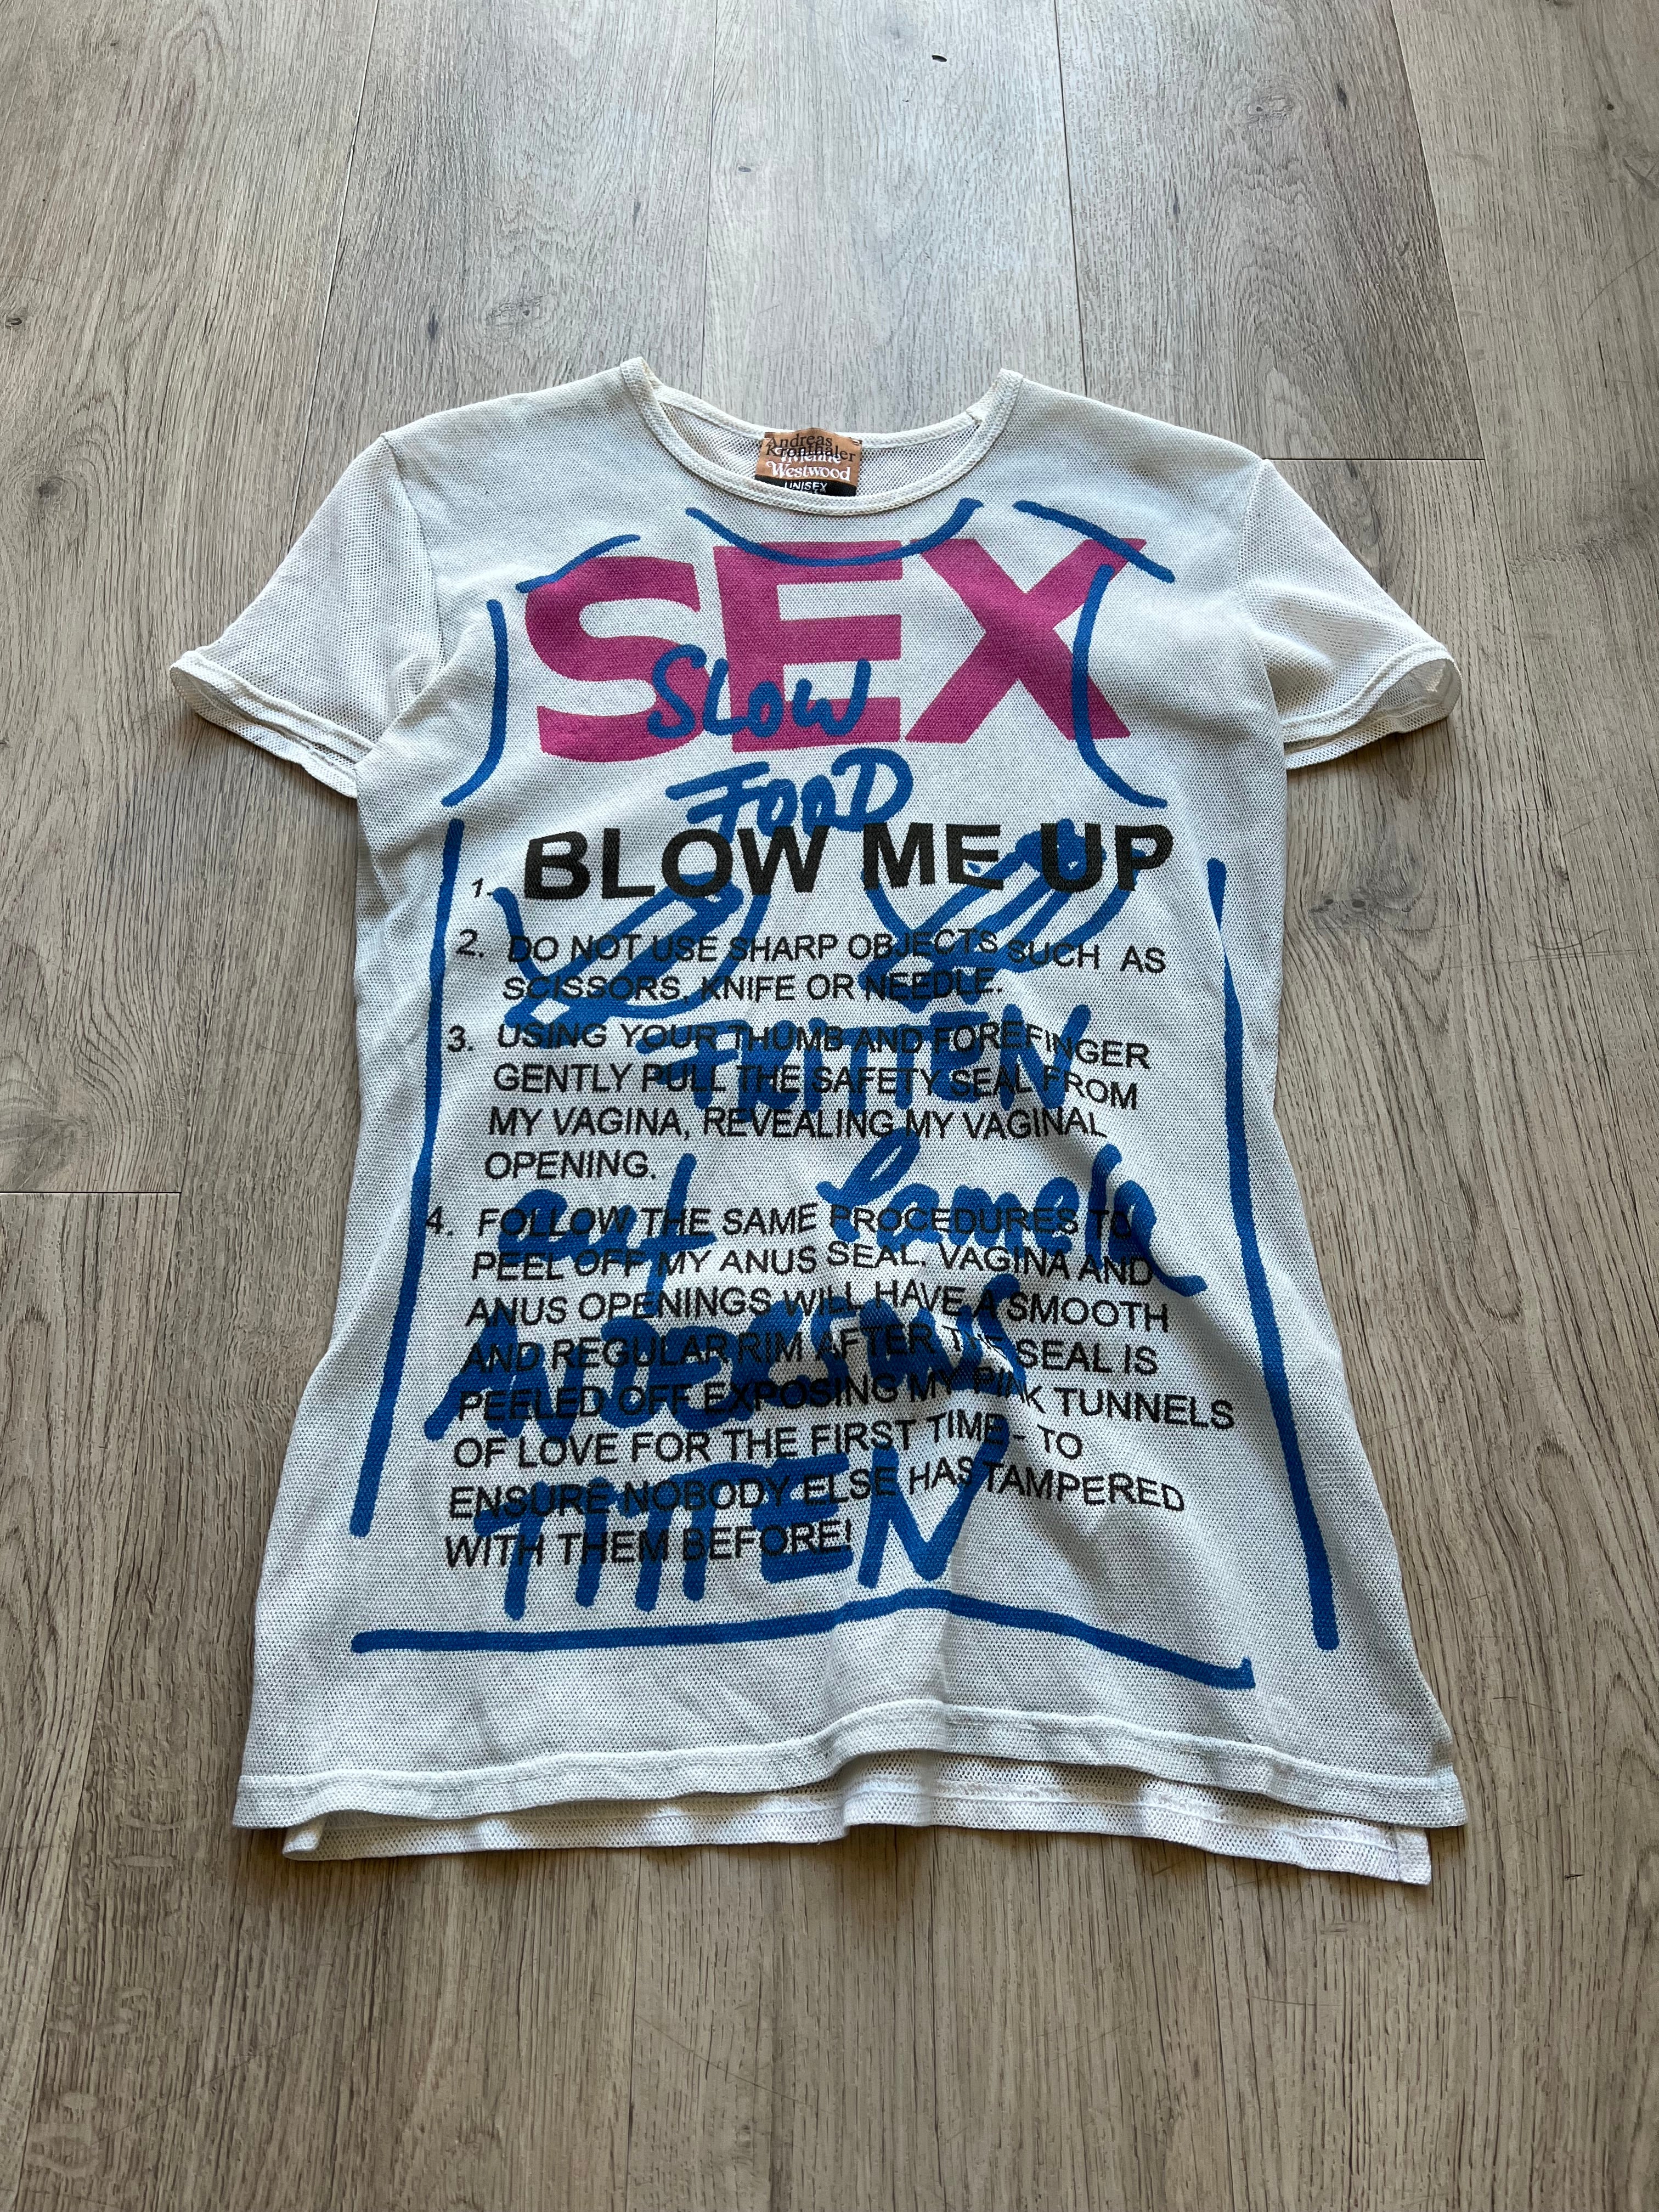 Andreas
Kronthaler
Vivienne
Westwood
UNISEX
SEX
SLOW
FOOD
1. BLOW ME UP
2. DO NOT USE SHARP OBJECTS SUCH AS
SCISSORS, KNIFE OR NEEDLE.
FRITTEN
3. USING YOUR THUMB AND FOREFINGER
GENTLY PULL THE SAFETY SEAL FROM
MY VAGINA, REVEALING MY VAGINAL
OPENING.
auf Pamela
4. FOLLOW THE SAME PROCEDURES TO
PEEL OFF MY ANUS SEAL. VAGINA AND
ANUS OPENINGS WILL HAVE A SMOOTH
AND REGULAR RIM AFTER THE SEAL IS
PEELED OFF EXPOSING MY PINK TUNNELS
OF LOVE FOR THE FIRST TIME - TO
ENSURE NOBODY ELSE HAS TAMPERED
WITH THEM BEFORE!
TITTEN